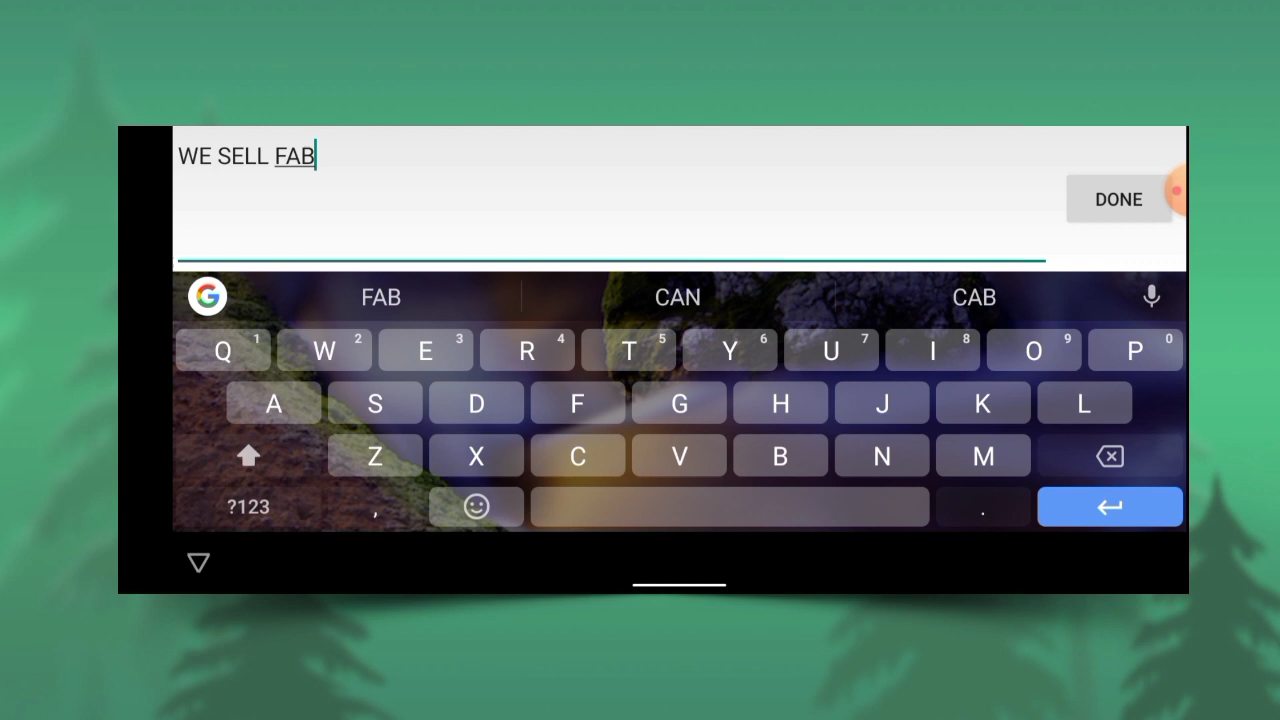 WE SELL FAB
DONE
FAB CAN CAB
Q 1 W 2 E 3 R 4 T 5 Y 6 U 7 I 8 O 9 P 0
A S D F G H J K L
Z X C V B N M
?123 , .